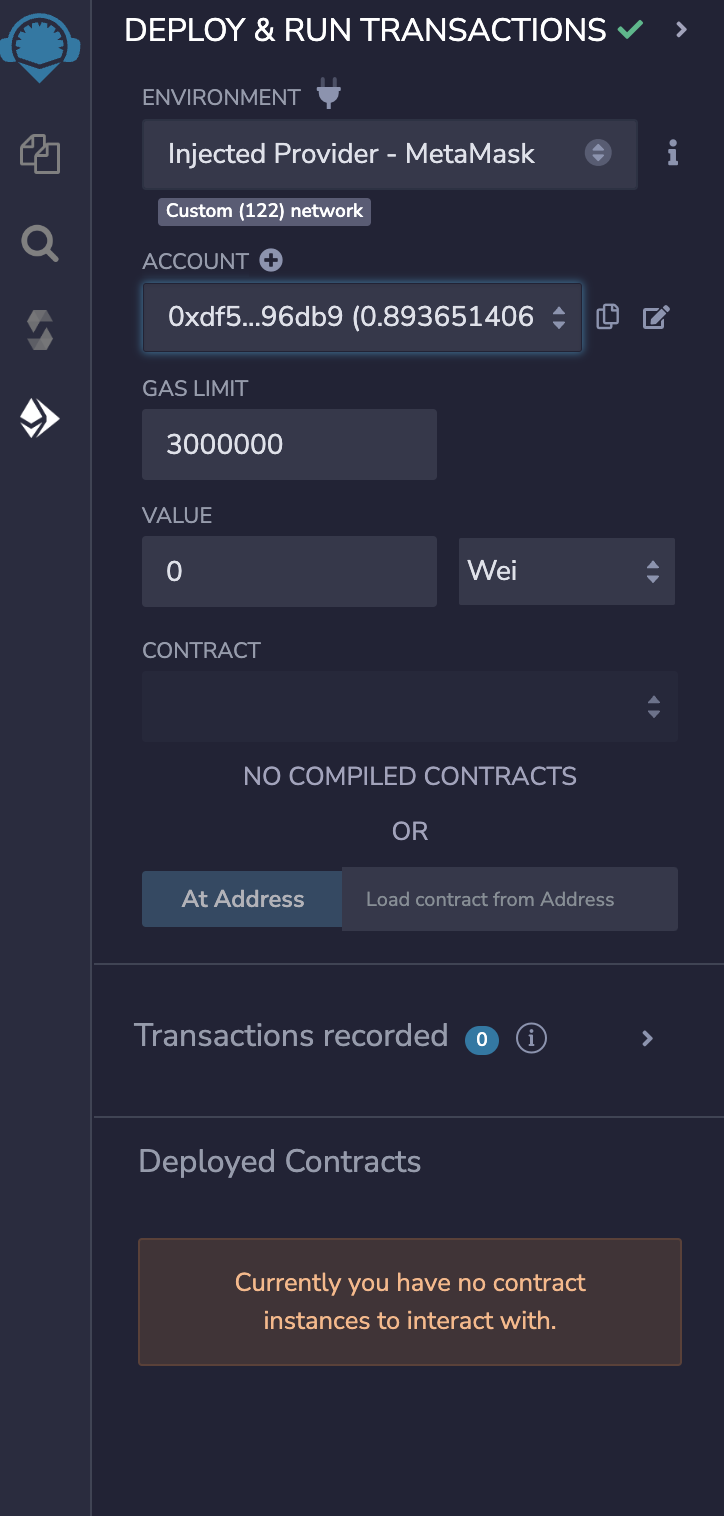 DEPLOY & RUN TRANSACTIONS
ENVIRONMENT
Injected Provider - MetaMask
Custom (122) network
ACCOUNT
0xdf5...96db9 (0.893651406
GAS LIMIT
3000000
VALUE
0 Wei
CONTRACT
NO COMPILED CONTRACTS
OR
At Address Load contract from Address
Transactions recorded 0
Deployed Contracts
Currently you have no contract
instances to interact with.